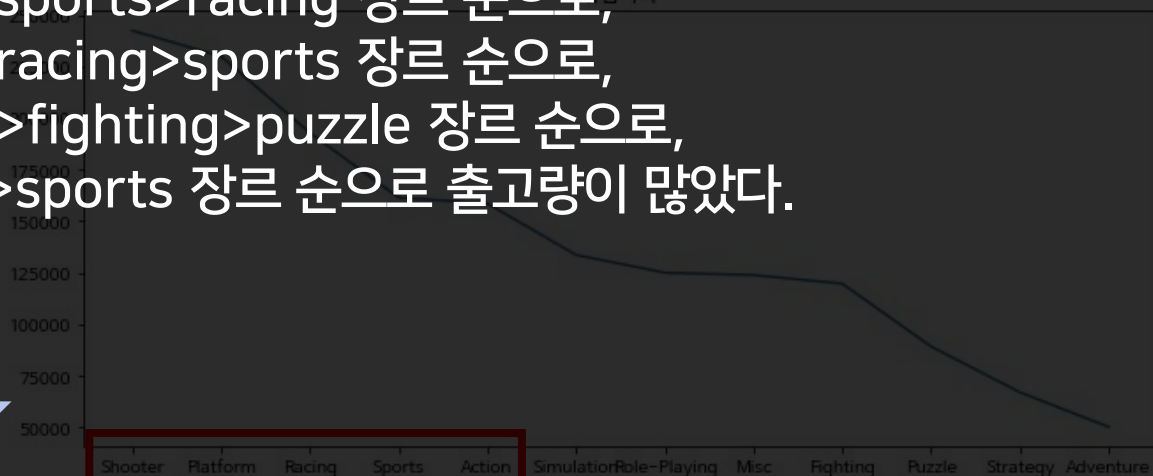 sports>racing 장르 순으로,
racing>sports 장르 순으로,
>fighting>puzzle 장르 순으로,
>sports 장르 순으로 출고량이 많았다.
175000
150000
125000
100000
75000
50000
Shooter Platform Racing Sports Action Simulation Role-Playing Misc Fighting Puzzle Strategy Adventure